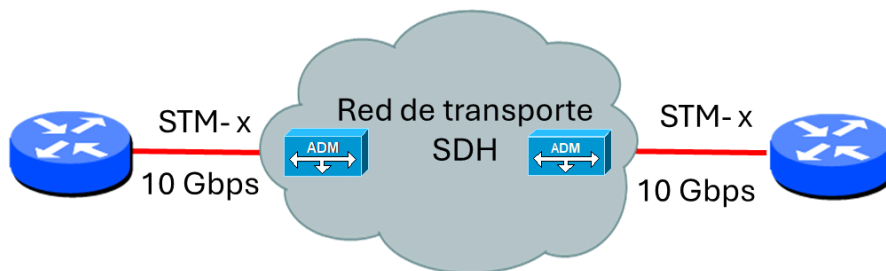 STM- x
10 Gbps
Red de transporte
SDH
ADM
ADM
STM- x
10 Gbps